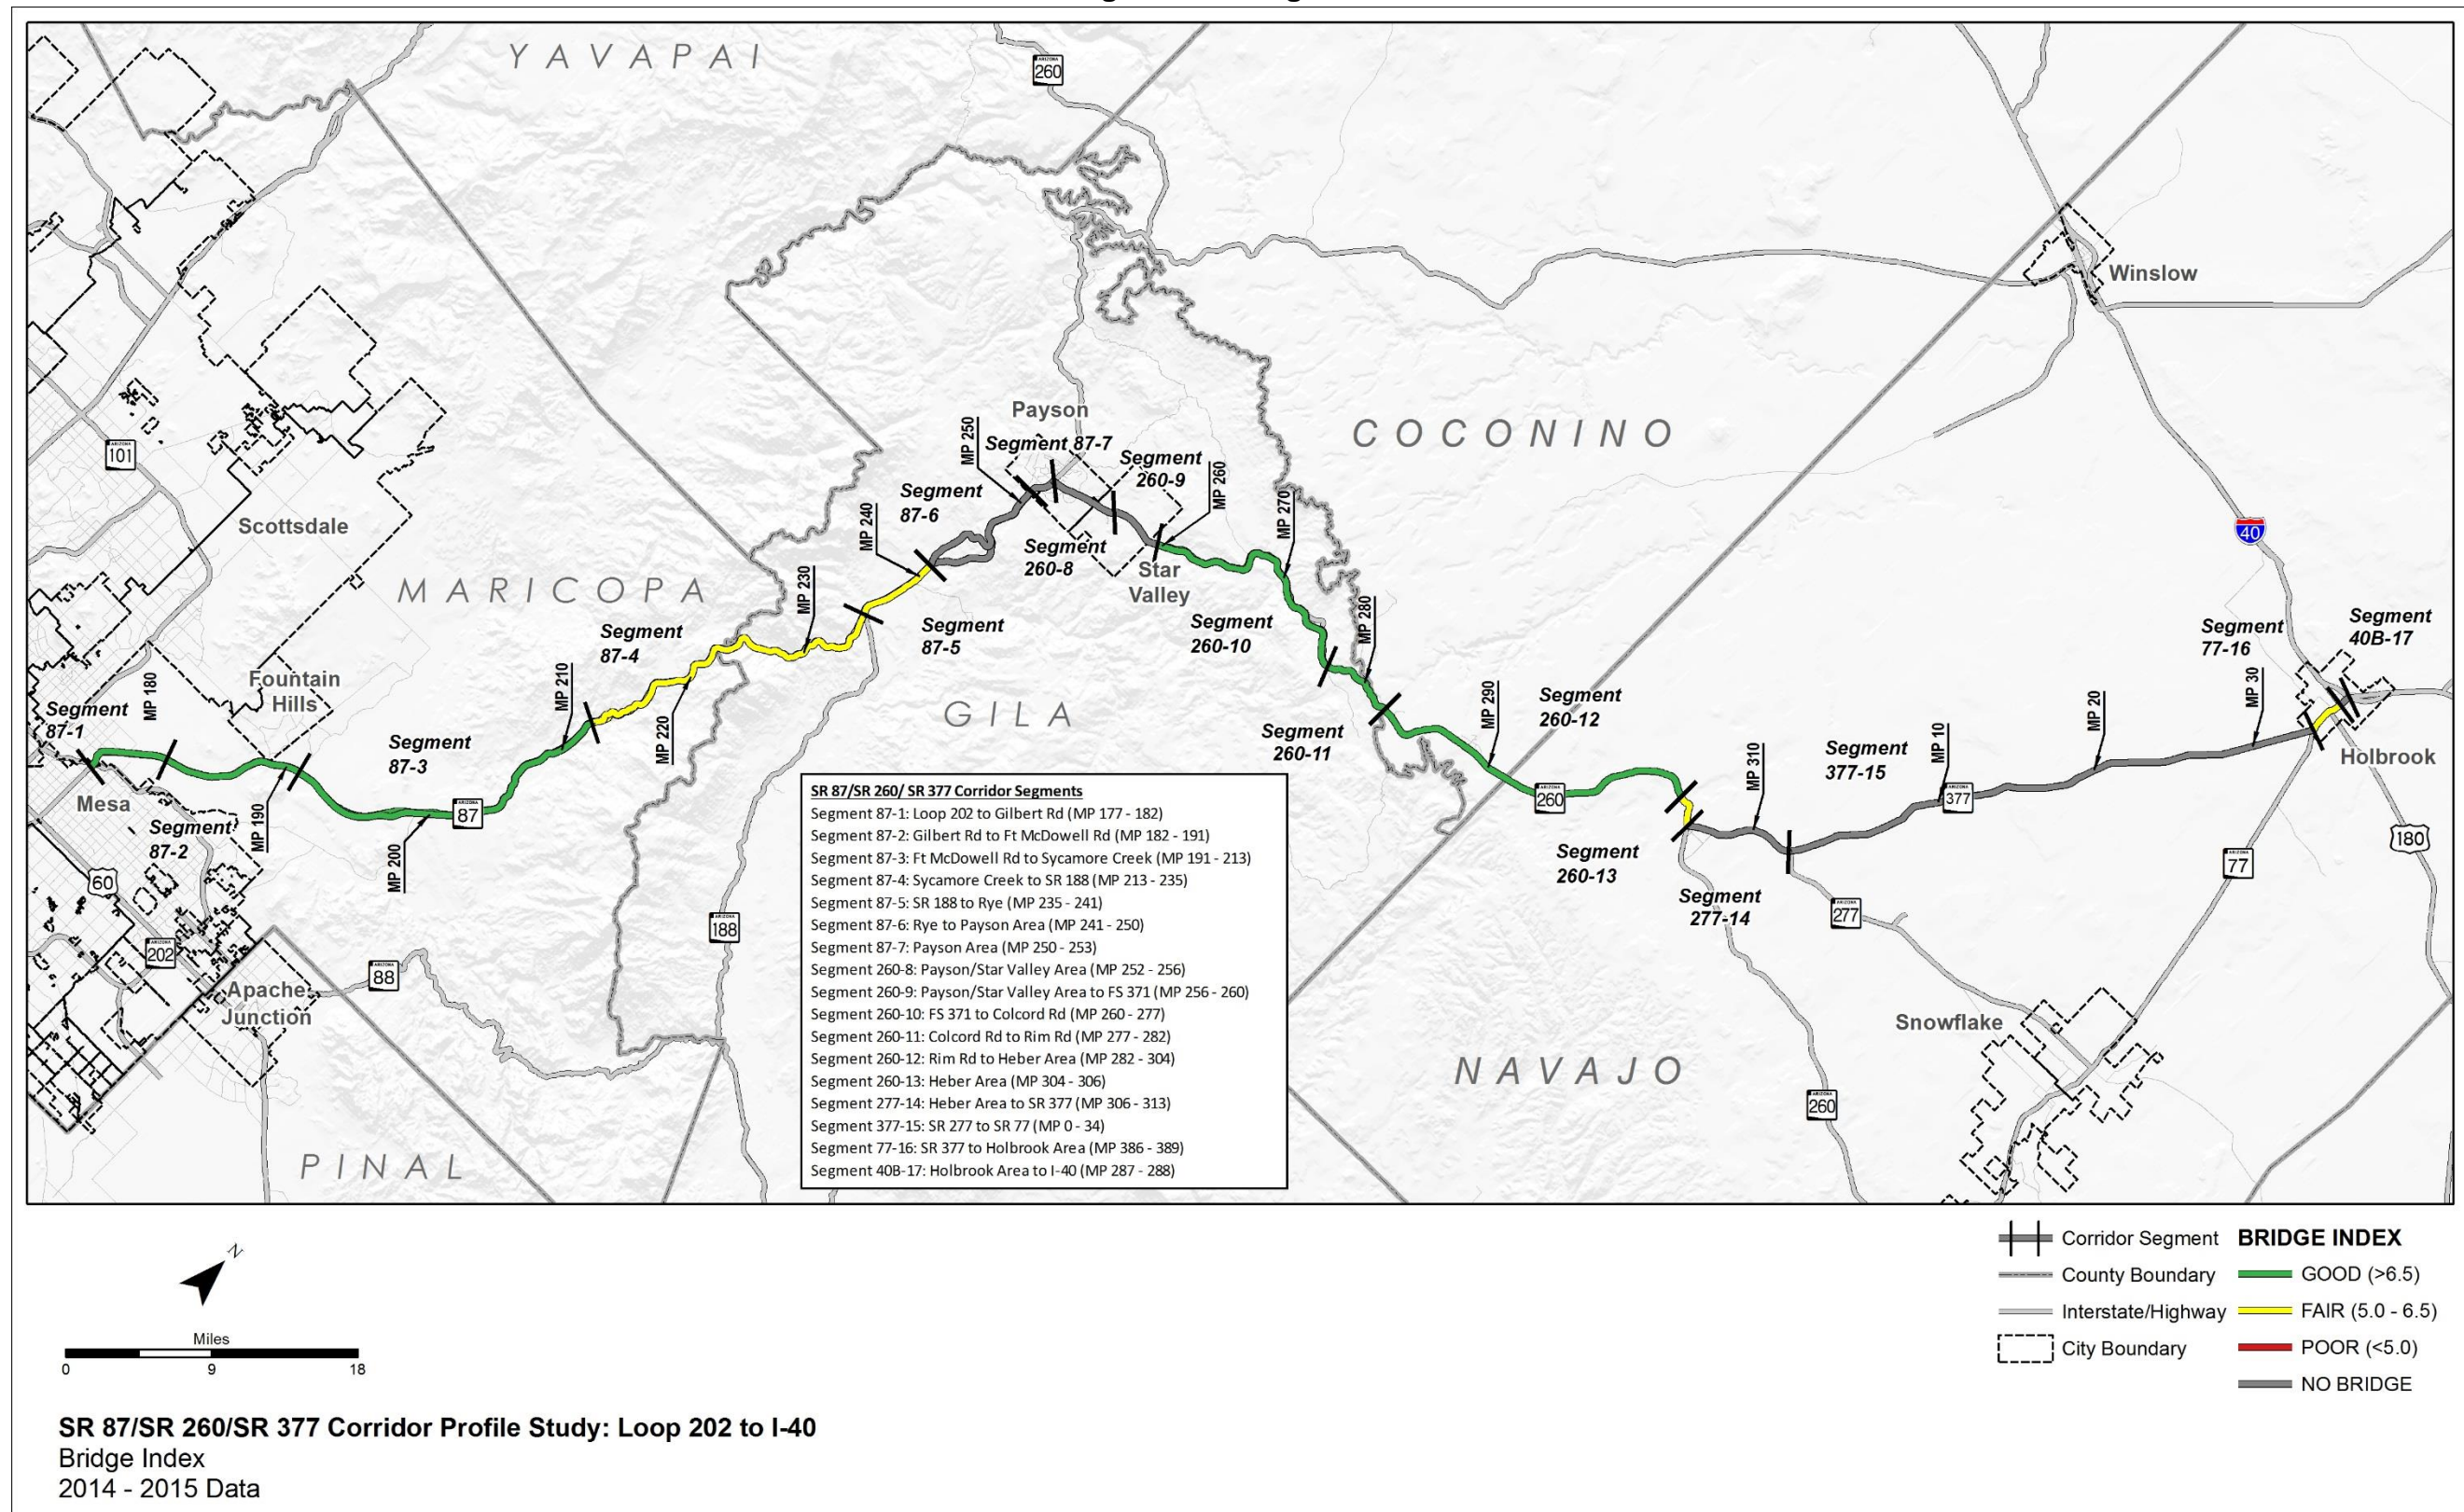 YAVAPAI
ARIZONA
260
Winslow
Payson
COCONINO
MP 250
Segment 87-7
Segment
260-9
MP 260
ARIZONA
101
Segment
87-6
MP 240
MP 270
Scottsdale
40
Segment
260-8
Star
Valley
MARICOPA
MP 230
MP 280
Segment
87-4
Segment
87-5
Segment
260-10
Segment
77-16
Segment
40B-17
Fountain
Hills
MP 180
MP 210
MP 220
GILA
MP 290
Segment
260-12
MP 20
MP 30
Segment
87-1
Segment
87-3
Segment
260-11
MP 310
Segment
377-15
MP 10
Holbrook
Mesa
MP 190
ARIZONA
87
ARIZONA
260
ARIZONA
377
Segment
87-2
MP 200
Segment
260-13
180
ARIZONA
77
60
Segment
277-14
ARIZONA
277
ARIZONA
188
ARIZONA
202
ARIZONA
88
Apache
Junction
Snowflake
NAVAJO
ARIZONA
260
PINAL
SR 87/SR 260/ SR 377 Corridor Segments
Segment 87-1: Loop 202 to Gilbert Rd (MP 177 - 182)
Segment 87-2: Gilbert Rd to Ft McDowell Rd (MP 182 - 191)
Segment 87-3: Ft McDowell Rd to Sycamore Creek (MP 191 - 213)
Segment 87-4: Sycamore Creek to SR 188 (MP 213 - 235)
Segment 87-5: SR 188 to Rye (MP 235 - 241)
Segment 87-6: Rye to Payson Area (MP 241 - 250)
Segment 87-7: Payson Area (MP 250 - 253)
Segment 260-8: Payson/Star Valley Area (MP 252 - 256)
Segment 260-9: Payson/Star Valley Area to FS 371 (MP 256 - 260)
Segment 260-10: FS 371 to Colcord Rd (MP 260 - 277)
Segment 260-11: Colcord Rd to Rim Rd (MP 277 - 282)
Segment 260-12: Rim Rd to Heber Area (MP 282 - 304)
Segment 260-13: Heber Area (MP 304 - 306)
Segment 277-14: Heber Area to SR 377 (MP 306 - 313)
Segment 377-15: SR 277 to SR 77 (MP 0 - 34)
Segment 77-16: SR 377 to Holbrook Area (MP 386 - 389)
Segment 40B-17: Holbrook Area to I-40 (MP 287 - 288)
N
Miles
0 9 18
Corridor Segment
County Boundary
Interstate/Highway
City Boundary
BRIDGE INDEX
GOOD (>6.5)
FAIR (5.0 - 6.5)
POOR (<5.0)
NO BRIDGE
SR 87/SR 260/SR 377 Corridor Profile Study: Loop 202 to I-40
Bridge Index
2014 - 2015 Data